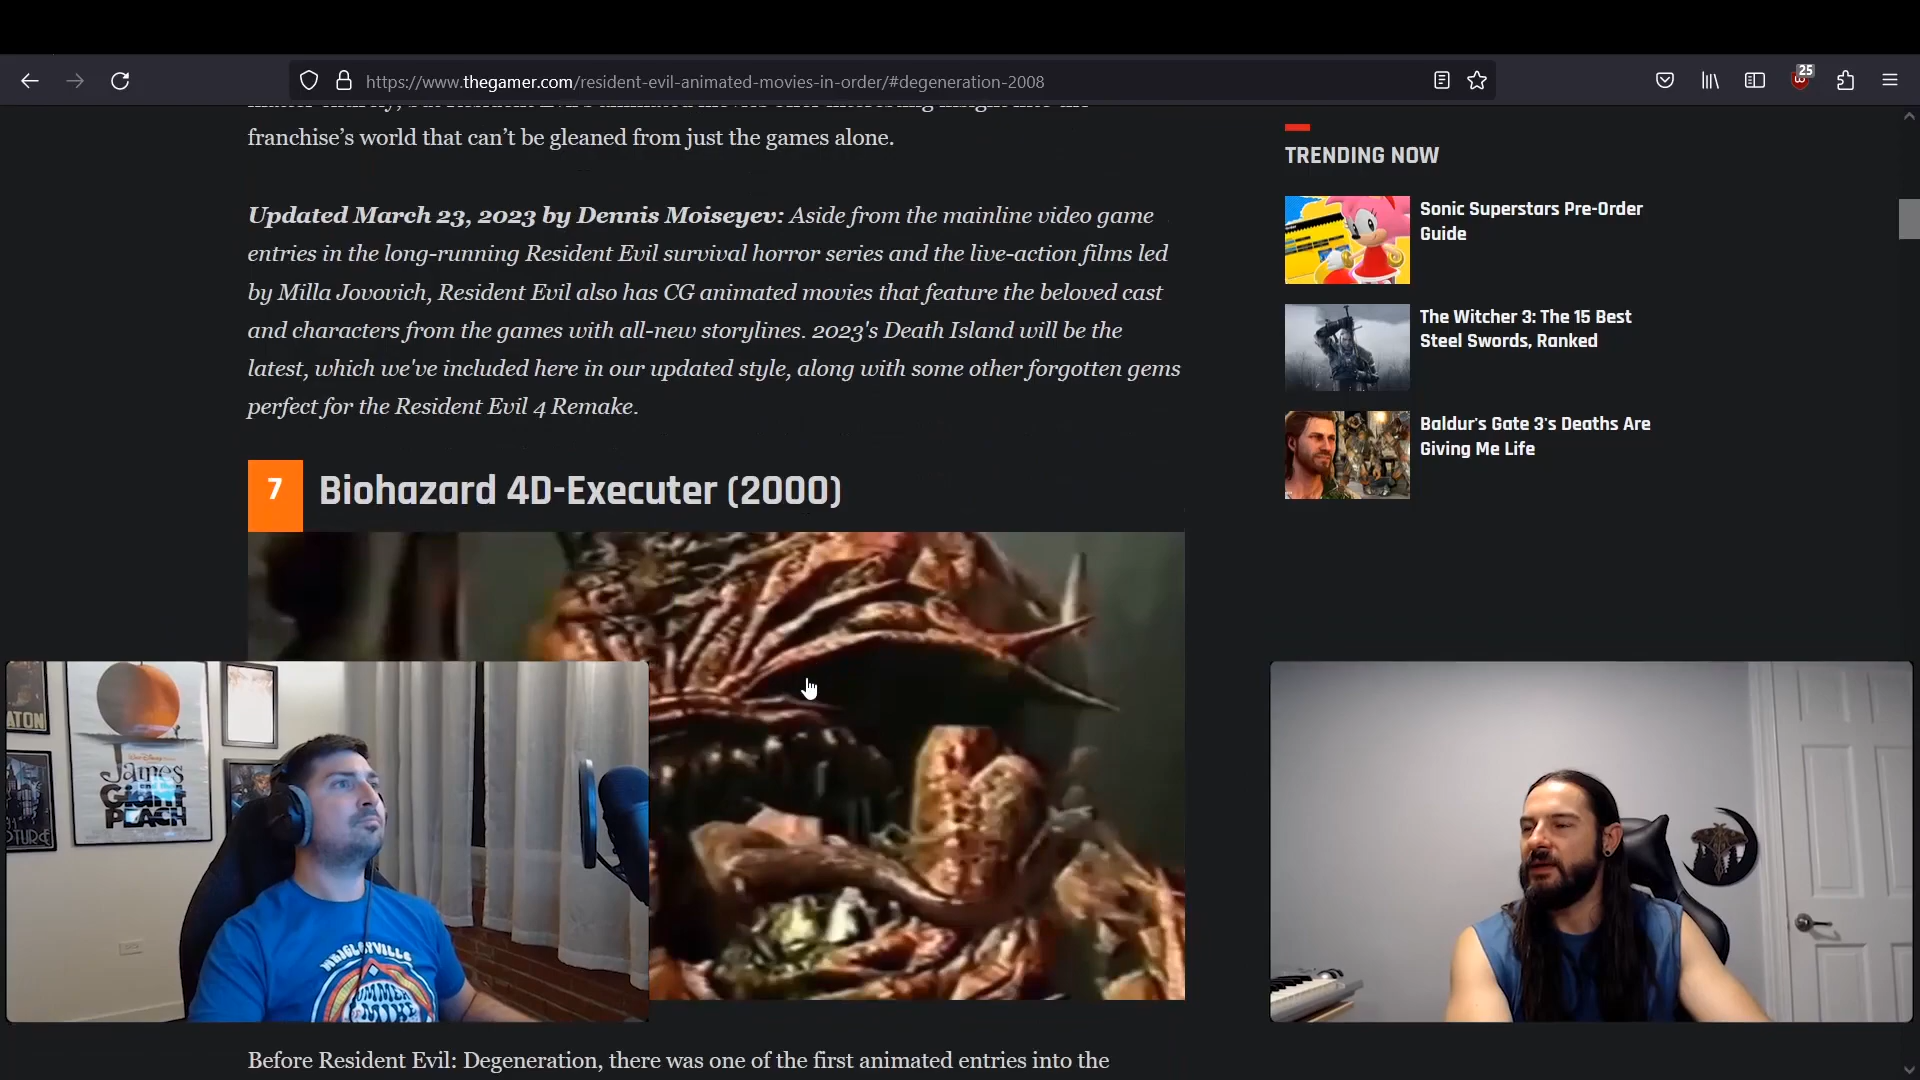 25
https://www.thegamer.com/resident-evil-animated-movies-in-order/#degeneration-2008
franchise’s world that can’t be gleaned from just the games alone.
Updated March 23, 2023 by Dennis Moiseyev: Aside from the mainline video game
entries in the long-running Resident Evil survival horror series and the live-action films led
by Milla Jovovich, Resident Evil also has CG animated movies that feature the beloved cast
and characters from the games with all-new storylines. 2023's Death Island will be the
latest, which we've included here in our updated style, along with some other forgotten gems
perfect for the Resident Evil 4 Remake.
7
Biohazard 4D-Executer (2000)
Before Resident Evil: Degeneration, there was one of the first animated entries into the
TRENDING NOW
Sonic Superstars Pre-Order
Guide
The Witcher 3: The 15 Best
Steel Swords, Ranked
Baldur's Gate 3's Deaths Are
Giving Me Life
James
Giant
PEACH